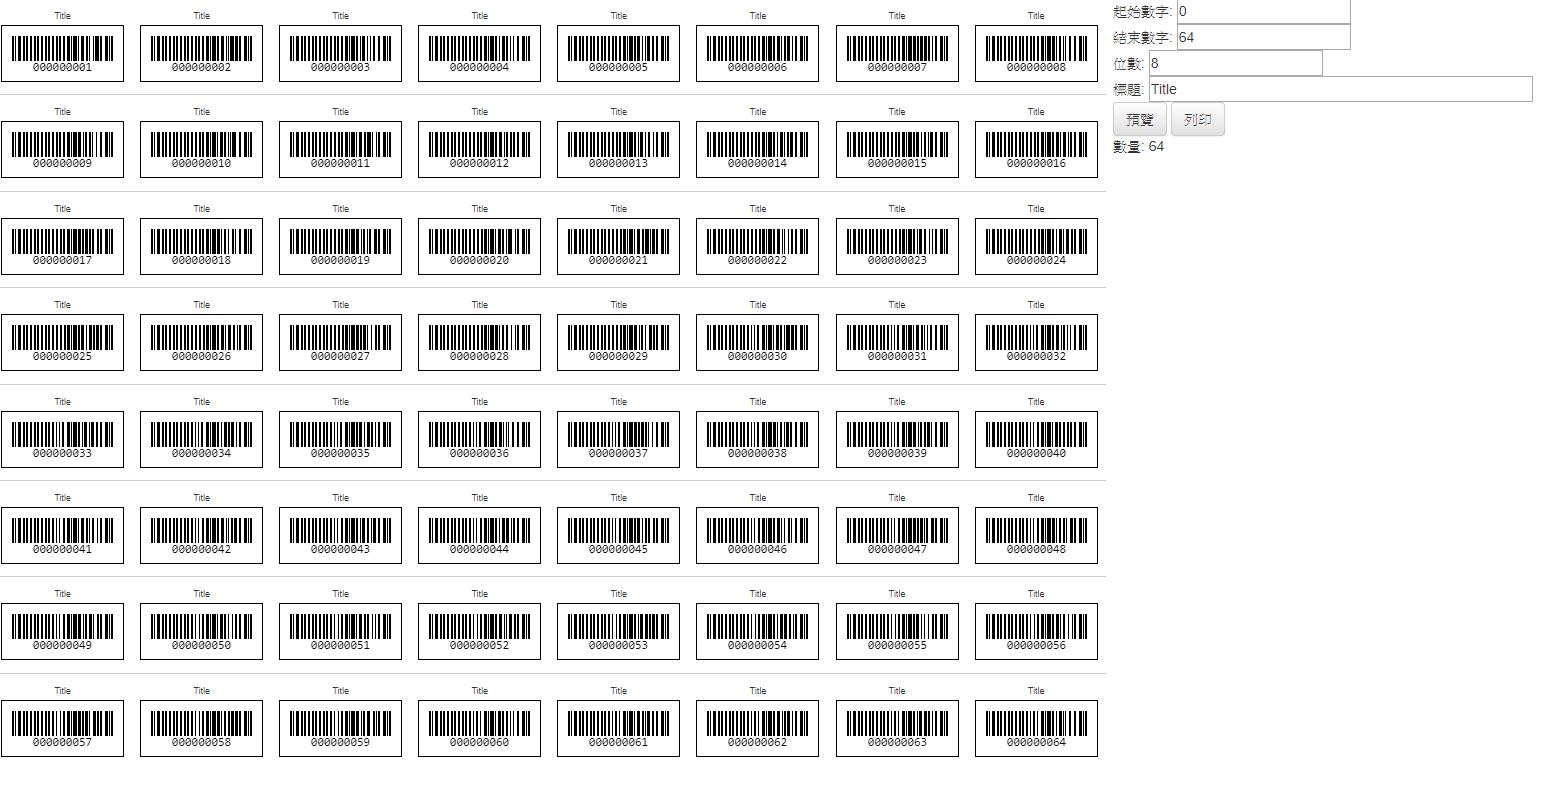 Title Title Title Title Title Title Title Title
000000001 000000002 000000003 000000004 000000005 000000006 000000007 000000008
Title Title Title Title Title Title Title Title
000000009 000000010 000000011 000000012 000000013 000000014 000000015 000000016
Title Title Title Title Title Title Title Title
000000017 000000018 000000019 000000020 000000021 000000022 000000023 000000024
Title Title Title Title Title Title Title Title
000000025 000000026 000000027 000000028 000000029 000000030 000000031 000000032
Title Title Title Title Title Title Title Title
000000033 000000034 000000035 000000036 000000037 000000038 000000039 000000040
Title Title Title Title Title Title Title Title
000000041 000000042 000000043 000000044 000000045 000000046 000000047 000000048
Title Title Title Title Title Title Title Title
000000049 000000050 000000051 000000052 000000053 000000054 000000055 000000056
Title Title Title Title Title Title Title Title
000000057 000000058 000000059 000000060 000000061 000000062 000000063 000000064
起始數字: 0
結束數字: 64
位數: 8
標題: Title
預覽 列印
數量: 64